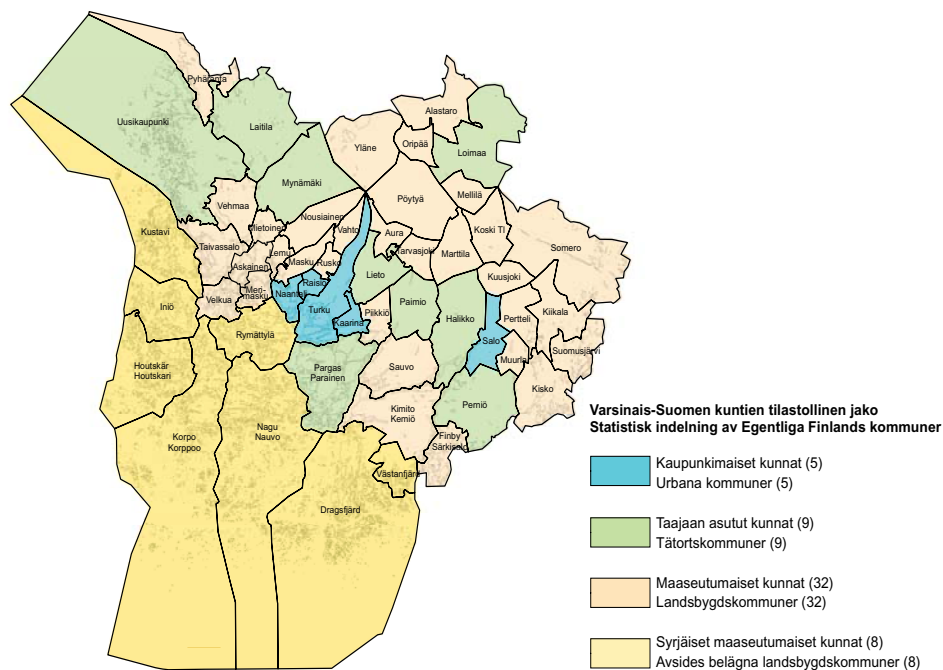 Pyhäranta
Uusikaupunki
Laitila
Alastaro
Oripää
Loimaa
Yläne
Mynämäki
Vehmaa
Pöytyä
Mellilä
Nousiainen
Mietoinen
Vahto
Aura
Koski Tl
Kustavi
Taivassalo
Lemu
Masku
Rusko
Tarvasjoki
Marttila
Somero
Askainen
Lieto
Kuusjoki
Raisio
Naantali
Velkua
Meri-
masku
Iniö
Turku
Kaarina
Piikkiö
Paimio
Halikko
Pertteli
Kiikala
Rymättylä
Salo
Suomusjärvi
Muurla
Houtskär
Houtskari
Pargas
Parainen
Sauvo
Kisko
Perniö
Kimito
Kemiö
Korpo
Korppoo
Nagu
Nauvo
Finby
Särkisalo
Västanfjärd
Dragsfjärd
Varsinais-Suomen kuntien tilastollinen jako
Statistisk indelning av Egentliga Finlands kommuner
Kaupunkimaiset kunnat (5)
Urbana kommuner (5)
Taajaan asutut kunnat (9)
Tätortskommuner (9)
Maaseutumaiset kunnat (32)
Landsbygdskommuner (32)
Syrjäiset maaseutumaiset kunnat (8)
Avsides belägna landsbygdskommuner (8)